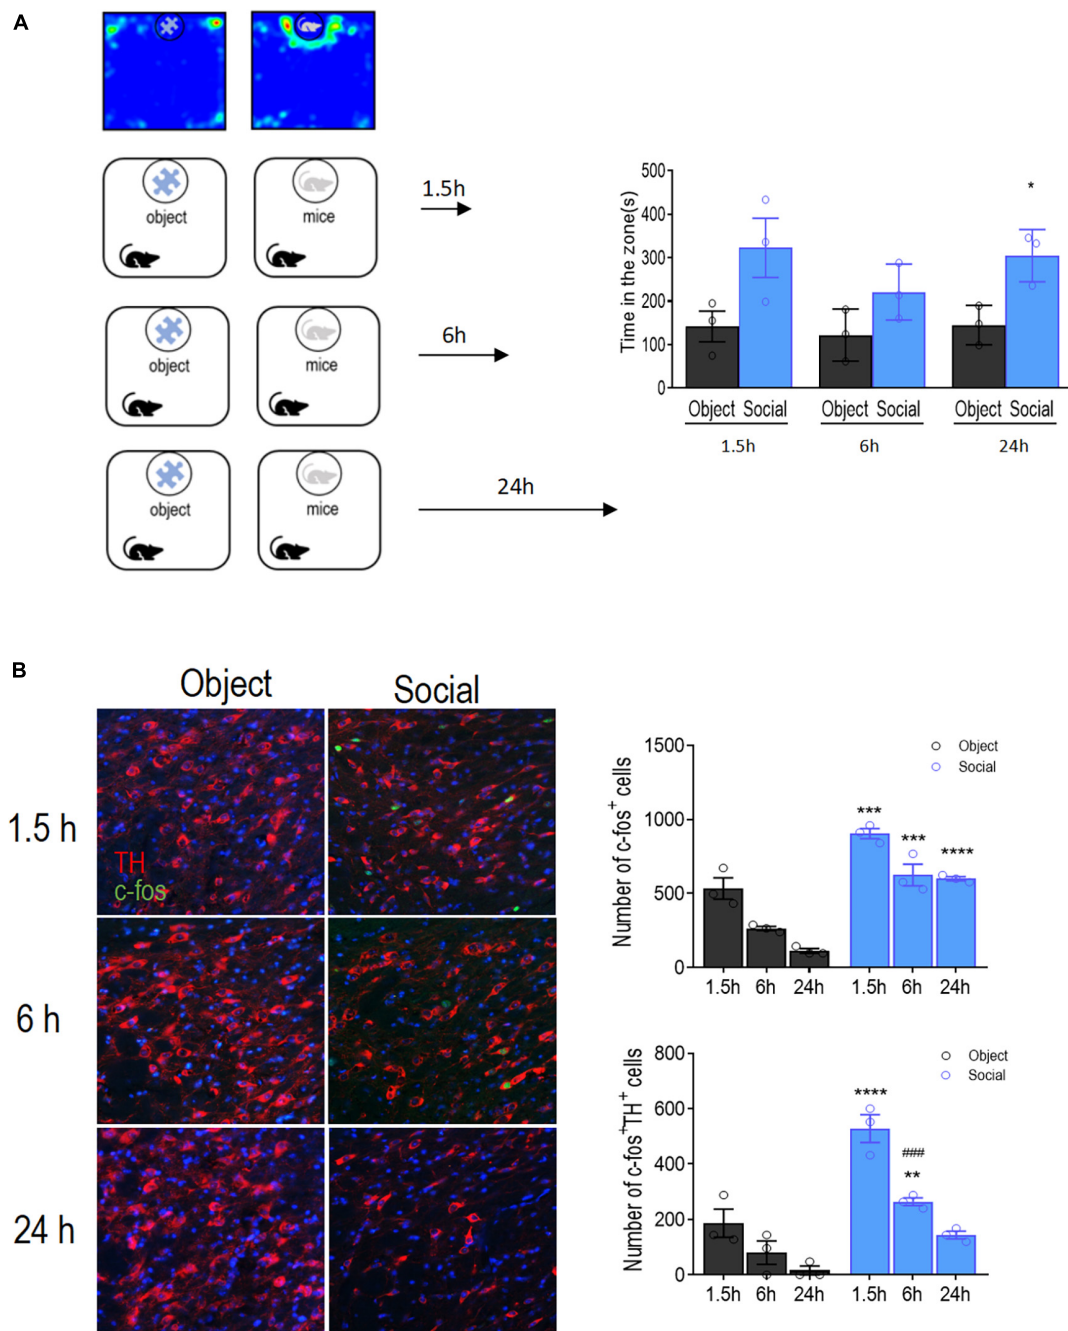 A
object
mice
1.5h
object
mice
6h
object
mice
24h
Time in the zone(s)
500
400
300
200
100
0
*
Object Social Object Social Object Social
1.5h 6h 24h
B
Object Social
1.5 h
TH
c-fos
6 h
24 h
Number of c-fos+ cells
1500
1000
500
0
Object
Social
***
***
****
1.5h 6h 24h 1.5h 6h 24h
Number of c-fos+TH+ cells
800
600
400
200
0
Object
Social
****
###
**
1.5h 6h 24h 1.5h 6h 24h